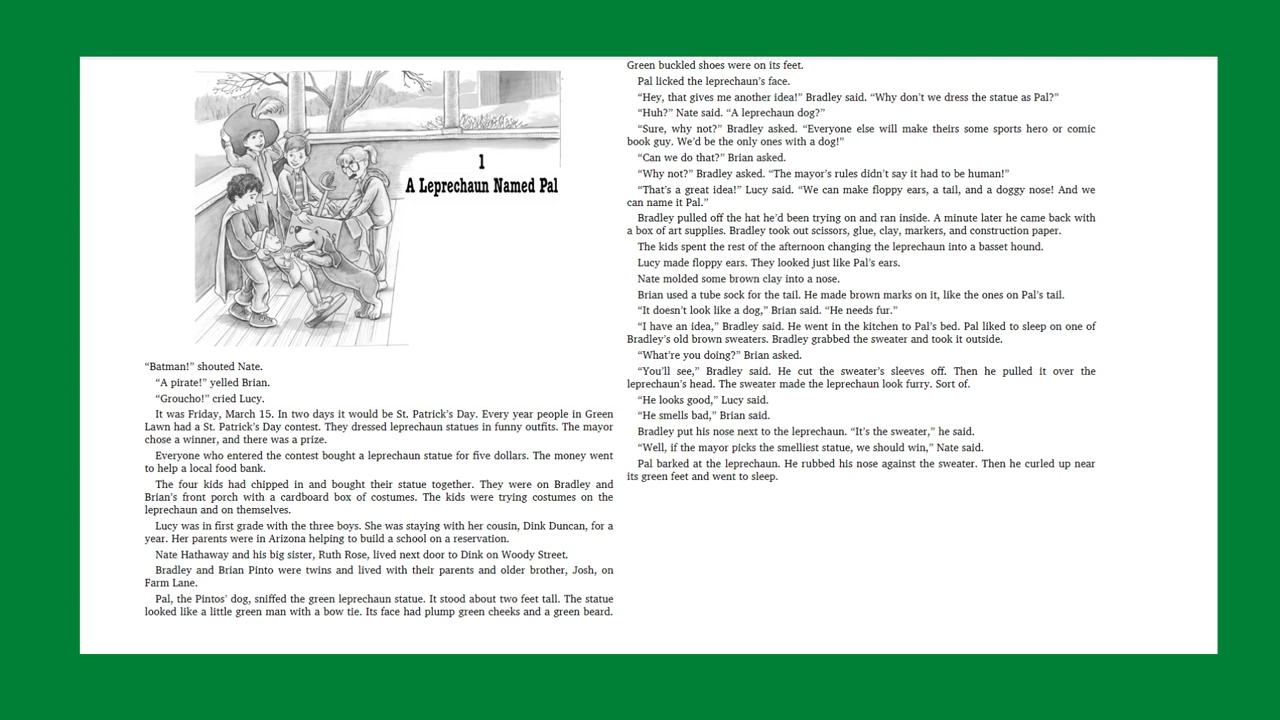 1
A Leprechaun Named Pal
“Batman!” shouted Nate.
“A pirate!” yelled Brian.
“Groucho!” cried Lucy.
It was Friday, March 15. In two days it would be St. Patrick’s Day. Every year people in Green
Lawn had a St. Patrick’s Day contest. They dressed leprechaun statues in funny outfits. The mayor
chose a winner, and there was a prize.
Everyone who entered the contest bought a leprechaun statue for five dollars. The money went
to help a local food bank.
The four kids had chipped in and bought their statue together. They were on Bradley and
Brian’s front porch with a cardboard box of costumes. The kids were trying costumes on the
leprechaun and on themselves.
Lucy was in first grade with the three boys. She was staying with her cousin, Dink Duncan, for a
year. Her parents were in Arizona helping to build a school on a reservation.
Nate Hathaway and his big sister, Ruth Rose, lived next door to Dink on Woody Street.
Bradley and Brian Pinto were twins and lived with their parents and older brother, Josh, on
Farm Lane.
Pal, the Pintos’ dog, sniffed the green leprechaun statue. It stood about two feet tall. The statue
looked like a little green man with a bow tie. Its face had plump green cheeks and a green beard.
Green buckled shoes were on its feet.
Pal licked the leprechaun’s face.
“Hey, that gives me another idea!” Bradley said. “Why don’t we dress the statue as Pal?”
“Huh?” Nate said. “A leprechaun dog?”
“Sure, why not?” Bradley asked. “Everyone else will make theirs some sports hero or comic
book guy. We’d be the only ones with a dog!”
“Can we do that?” Brian asked.
“Why not?” Bradley asked. “The mayor’s rules didn’t say it had to be human!”
“That’s a great idea!” Lucy said. “We can make floppy ears, a tail, and a doggy nose! And we
can name it Pal.”
Bradley pulled off the hat he’d been trying on and ran inside. A minute later he came back with
a box of art supplies. Bradley took out scissors, glue, clay, markers, and construction paper.
The kids spent the rest of the afternoon changing the leprechaun into a basset hound.
Lucy made floppy ears. They looked just like Pal’s ears.
Nate molded some brown clay into a nose.
Brian used a tube sock for the tail. He made brown marks on it, like the ones on Pal’s tail.
“It doesn’t look like a dog,” Brian said. “He needs fur.”
“I have an idea,” Bradley said. He went in the kitchen to Pal’s bed. Pal liked to sleep on one of
Bradley’s old brown sweaters. Bradley grabbed the sweater and took it outside.
“What’re you doing?” Brian asked.
“You’ll see,” Bradley said. He cut the sweater’s sleeves off. Then he pulled it over the
leprechaun’s head. The sweater made the leprechaun look furry. Sort of.
“He looks good,” Lucy said.
“He smells bad,” Brian said.
Bradley put his nose next to the leprechaun. “It’s the sweater,” he said.
“Well, if the mayor picks the smelliest statue, we should win,” Nate said.
Pal barked at the leprechaun. He rubbed his nose against the sweater. Then he curled up near
its green feet and went to sleep.